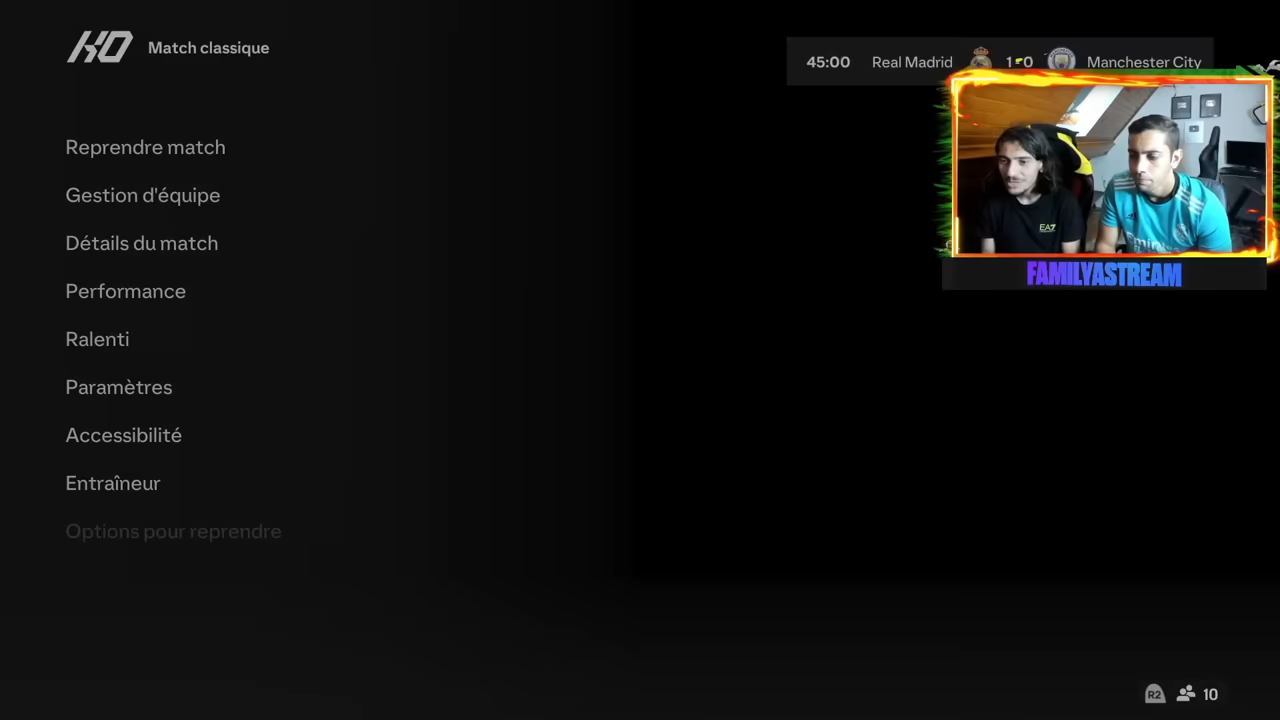 KO Match classique
45:00 Real Madrid 1 0 Manchester City
Reprendre match
Gestion d'équipe
Détails du match
Performance
Ralenti
Paramètres
Accessibilité
Entraîneur
Options pour reprendre
EA7
FAMILYASTREAM
R2 10